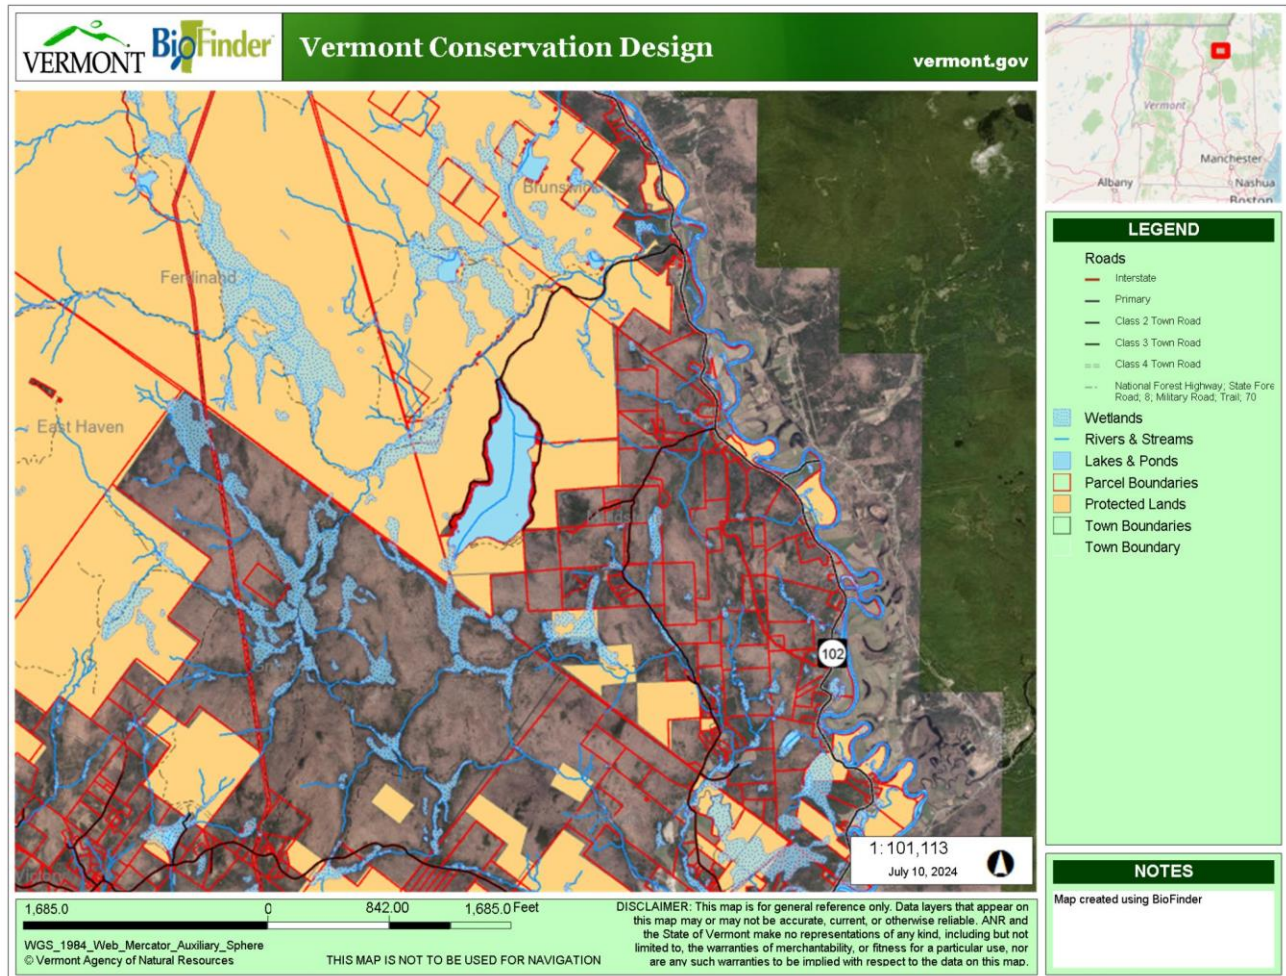 VERMONT
BioFinder
Vermont Conservation Design
vermont.gov
Vermont
Manchester
Albany
Nashua
Boston
Brunswick
Ferdinand
East Haven
102
1:101,113
July 10, 2024
LEGEND
Roads
Interstate
Primary
Class 2 Town Road
Class 3 Town Road
Class 4 Town Road
National Forest Highway; State Fore
Road; 8; Military Road; Trail; 70
Wetlands
Rivers & Streams
Lakes & Ponds
Parcel Boundaries
Protected Lands
Town Boundaries
Town Boundary
NOTES
Map created using BioFinder
1,685.0 0 842.00 1,685.0 Feet
WGS_1984_Web_Mercator_Auxiliary_Sphere
© Vermont Agency of Natural Resources
THIS MAP IS NOT TO BE USED FOR NAVIGATION
DISCLAIMER: This map is for general reference only. Data layers that appear on
this map may or may not be accurate, current, or otherwise reliable. ANR and
the State of Vermont make no representations of any kind, including but not
limited to, the warranties of merchantability, or fitness for a particular use, nor
are any such warranties to be implied with respect to the data on this map.